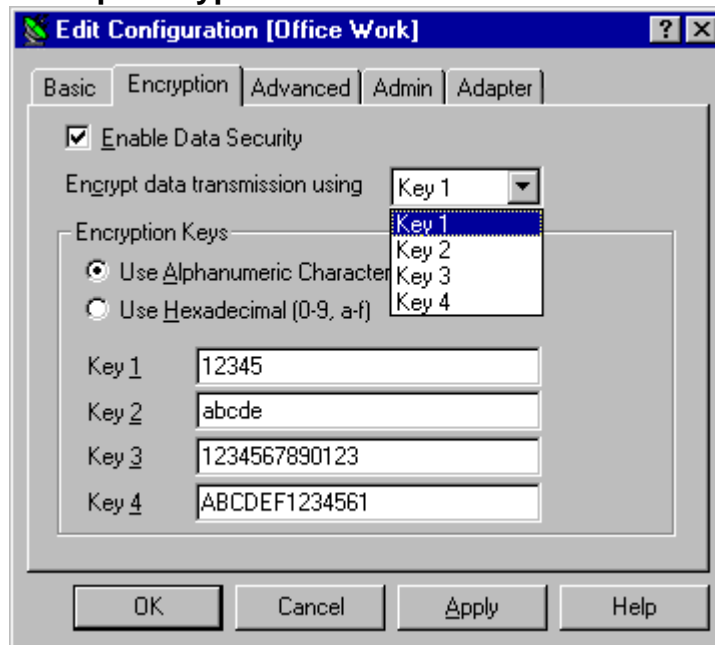 Edit Configuration [Office Work]
Basic Encryption Advanced Admin Adapter
Enable Data Security
Encrypt data transmission using Key 1
Key 1
Key 2
Key 3
Key 4
Encryption Keys
Use Alphanumeric Character
Use Hexadecimal (0-9, a-f)
Key 1 12345
Key 2 abcde
Key 3 1234567890123
Key 4 ABCDEF1234561
OK Cancel Apply Help